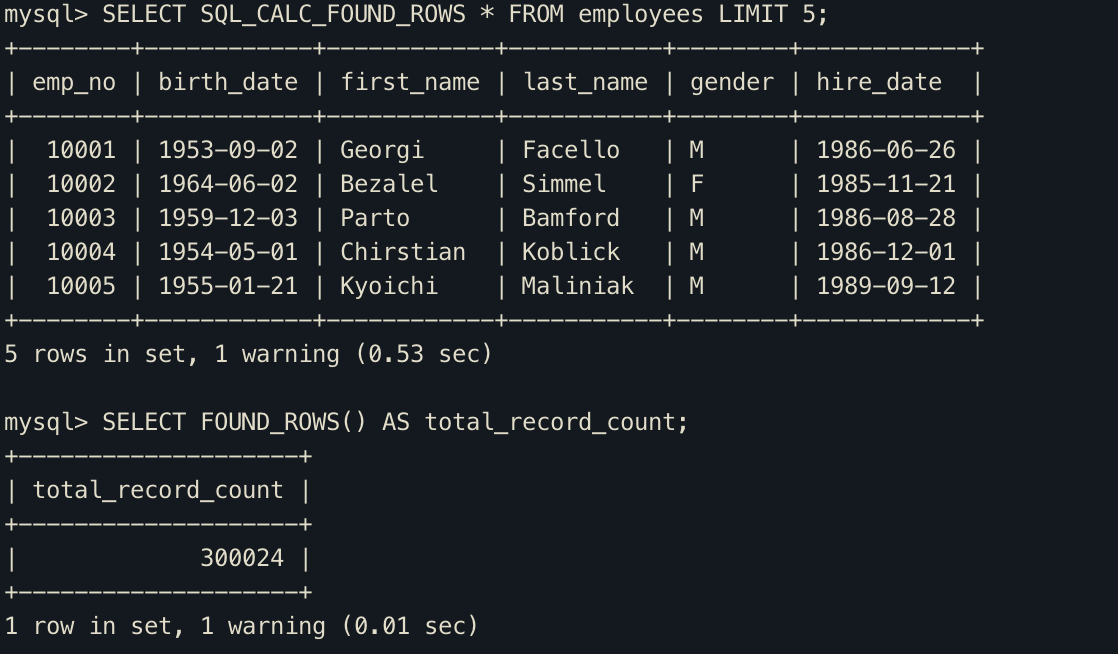 mysql> SELECT SQL_CALC_FOUND_ROWS * FROM employees LIMIT 5;
+--------+------------+------------+-----------+--------+------------+
| emp_no | birth_date | first_name | last_name | gender | hire_date  |
+--------+------------+------------+-----------+--------+------------+
|  10001 | 1953-09-02 | Georgi     | Facello   | M      | 1986-06-26 |
|  10002 | 1964-06-02 | Bezalel    | Simmel    | F      | 1985-11-21 |
|  10003 | 1959-12-03 | Parto      | Bamford   | M      | 1986-08-28 |
|  10004 | 1954-05-01 | Chirstian  | Koblick   | M      | 1986-12-01 |
|  10005 | 1955-01-21 | Kyoichi    | Maliniak  | M      | 1989-09-12 |
+--------+------------+------------+-----------+--------+------------+
5 rows in set, 1 warning (0.53 sec)

mysql> SELECT FOUND_ROWS() AS total_record_count;
+--------------------+
| total_record_count |
+--------------------+
|             300024 |
+--------------------+
1 row in set, 1 warning (0.01 sec)